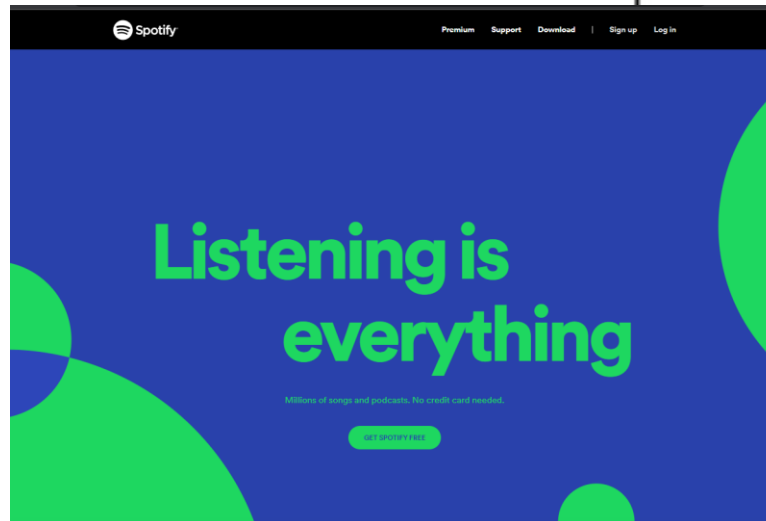 Spotify
Premium Support Download | Sign up Log in
Listening is
everything
Millions of songs and podcasts. No credit card needed.
GET SPOTIFY FREE